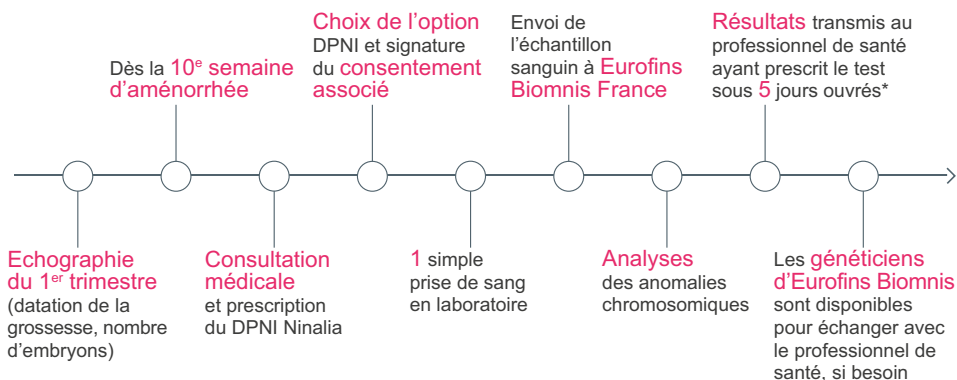 Echographie
du 1er trimestre
(datation de la
grossesse, nombre
d'embryons)
Dès la 10e semaine
d'aménorrhée
Consultation
médicale
et prescription
du DPNI Ninalia
Choix de l'option
DPNI et signature
du consentement
associé
1 simple
prise de sang
en laboratoire
Envoi de
l'échantillon
sanguin à Eurofins
Biomnis France
Analyses
des anomalies
chromosomiques
Résultats transmis au
professionnel de santé
ayant prescrit le test
sous 5 jours ouvrés*
Les généticiens
d'Eurofins Biomnis
sont disponibles
pour échanger avec
le professionnel de
santé, si besoin